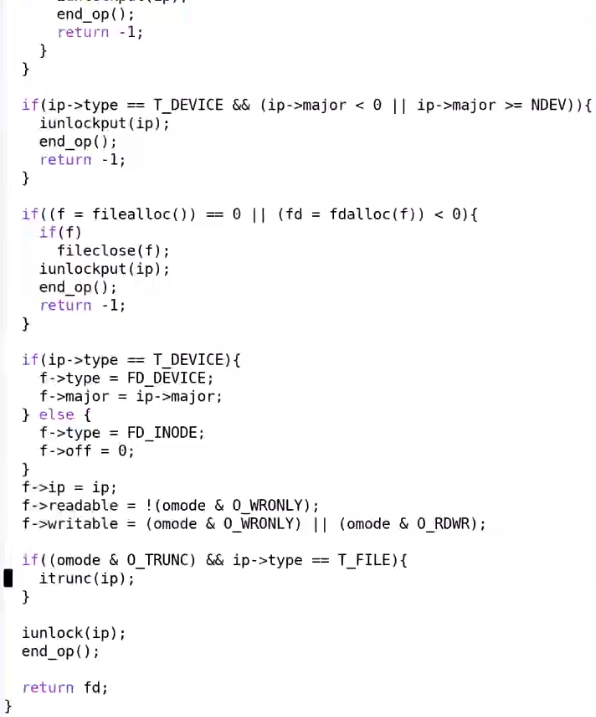 end_op();
      return -1;
    }
  }

  if(ip->type == T_DEVICE && (ip->major < 0 || ip->major >= NDEV)){
    iunlockput(ip);
    end_op();
    return -1;
  }

  if((f = filealloc()) == 0 || (fd = fdalloc(f)) < 0){
    if(f)
      fileclose(f);
    iunlockput(ip);
    end_op();
    return -1;
  }

  if(ip->type == T_DEVICE){
    f->type = FD_DEVICE;
    f->major = ip->major;
  } else {
    f->type = FD_INODE;
    f->off = 0;
  }
  f->ip = ip;
  f->readable = !(omode & O_WRONLY);
  f->writable = (omode & O_WRONLY) || (omode & O_RDWR);

  if((omode & O_TRUNC) && ip->type == T_FILE){
    itrunc(ip);
  }

  iunlock(ip);
  end_op();

  return fd;
}